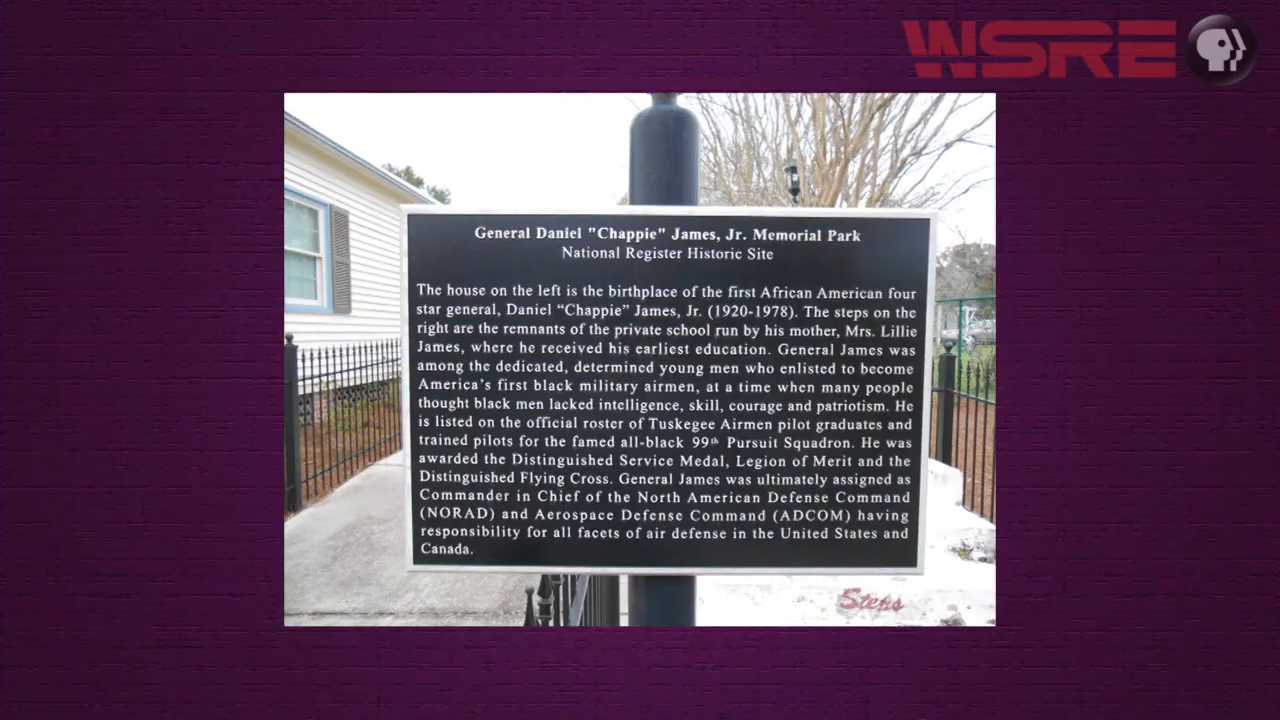 WSRE
General Daniel "Chappie" James, Jr. Memorial Park
National Register Historic Site
The house on the left is the birthplace of the first African American four
star general, Daniel “Chappie” James, Jr. (1920-1978). The steps on the
right are the remnants of the private school run by his mother, Mrs. Lillie
James, where he received his earliest education. General James was
among the dedicated, determined young men who enlisted to become
America’s first black military airmen, at a time when many people
thought black men lacked intelligence, skill, courage and patriotism. He
is listed on the official roster of Tuskegee Airmen pilot graduates and
trained pilots for the famed all-black 99th Pursuit Squadron. He was
awarded the Distinguished Service Medal, Legion of Merit and the
Distinguished Flying Cross. General James was ultimately assigned as
Commander in Chief of the North American Defense Command
(NORAD) and Aerospace Defense Command (ADCOM) having
responsibility for all facets of air defense in the United States and
Canada.
Steps